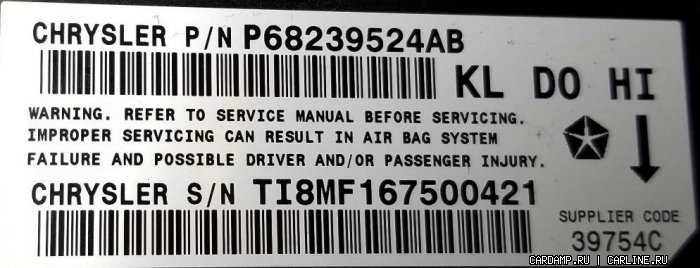 CHRYSLER P/N P68239524AB
KL DO HI
WARNING. REFER TO SERVICE MANUAL BEFORE SERVICING.
IMPROPER SERVICING CAN RESULT IN AIR BAG SYSTEM
FAILURE AND POSSIBLE DRIVER AND/OR PASSENGER INJURY.
CHRYSLER S/N TI8MF167500421
SUPPLIER CODE
39754C
CARDAMP.RU | CARLINE.RU